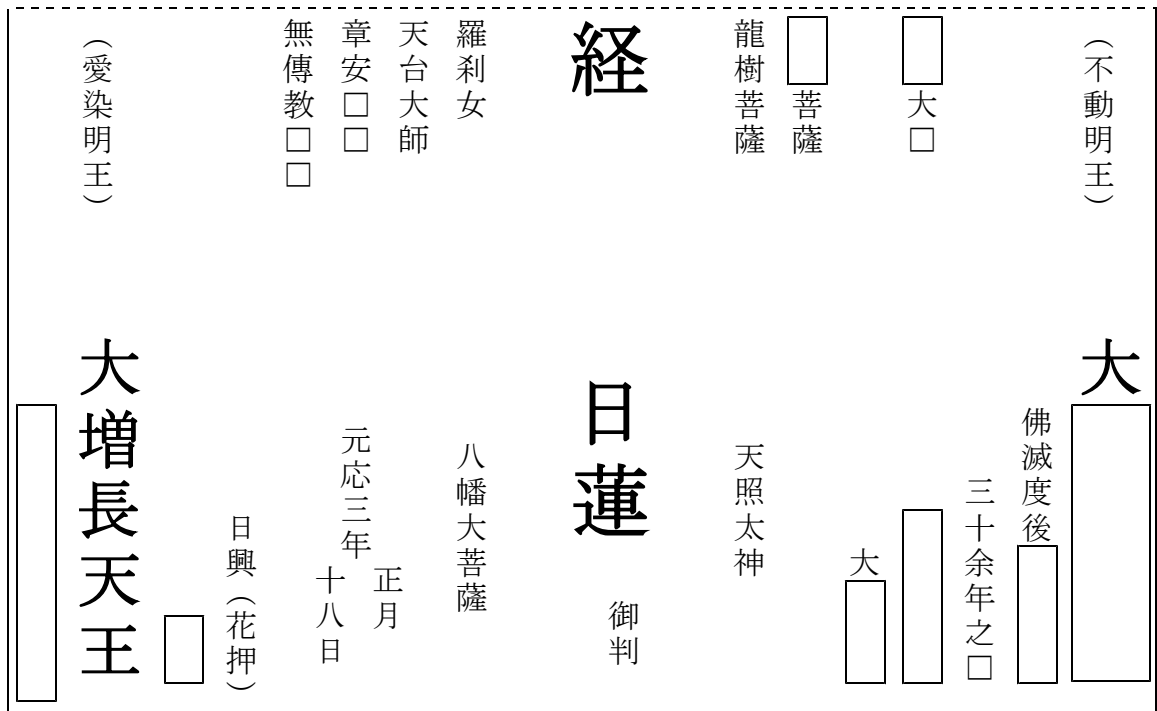 （不動明王）
大
佛滅度後
三十余年之□
大□
大
菩薩
龍樹菩薩
天照太神
経
日蓮
御判
羅刹女
八幡大菩薩
天台大師
章安□□
元応三年
正月
十八日
無傳教□□
日興（花押）
（愛染明王）
大増長天王